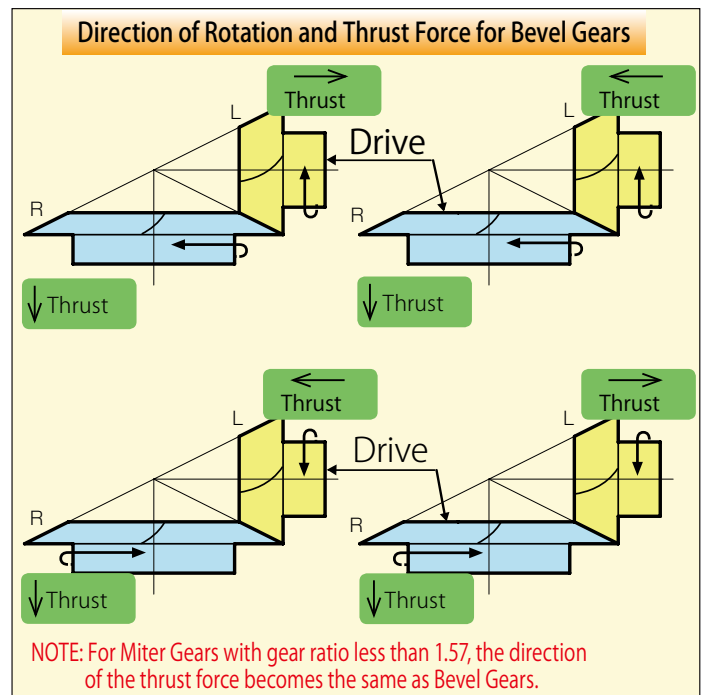 Direction of Rotation and Thrust Force for Bevel Gears
Thrust
Thrust
L
L
Drive
R
R
Thrust
Thrust
Thrust
Thrust
L
L
Drive
R
R
Thrust
Thrust
NOTE: For Miter Gears with gear ratio less than 1.57, the direction
of the thrust force becomes the same as Bevel Gears.